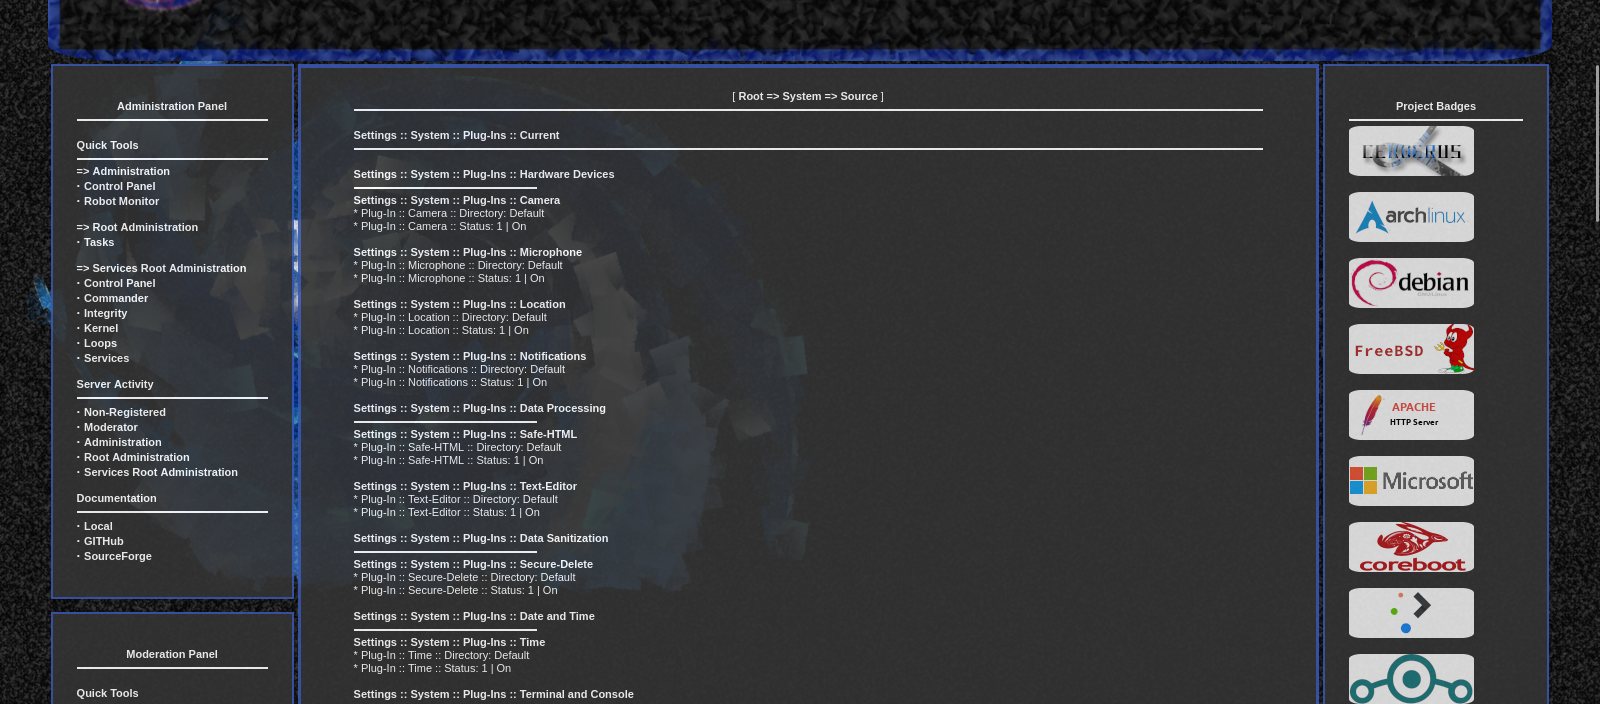 Administration Panel
Quick Tools
=> Administration
· Control Panel
· Robot Monitor
=> Root Administration
· Tasks
=> Services Root Administration
· Control Panel
· Commander
· Integrity
· Kernel
· Loops
· Services
Server Activity
· Non-Registered
· Moderator
· Administration
· Root Administration
· Services Root Administration
Documentation
· Local
· GITHub
· SourceForge
Moderation Panel
Quick Tools
[ Root => System => Source ]
Settings :: System :: Plug-Ins :: Current
Settings :: System :: Plug-Ins :: Hardware Devices
Settings :: System :: Plug-Ins :: Camera
* Plug-In :: Camera :: Directory: Default
* Plug-In :: Camera :: Status: 1 | On
Settings :: System :: Plug-Ins :: Microphone
* Plug-In :: Microphone :: Directory: Default
* Plug-In :: Microphone :: Status: 1 | On
Settings :: System :: Plug-Ins :: Location
* Plug-In :: Location :: Directory: Default
* Plug-In :: Location :: Status: 1 | On
Settings :: System :: Plug-Ins :: Notifications
* Plug-In :: Notifications :: Directory: Default
* Plug-In :: Notifications :: Status: 1 | On
Settings :: System :: Plug-Ins :: Data Processing
Settings :: System :: Plug-Ins :: Safe-HTML
* Plug-In :: Safe-HTML :: Directory: Default
* Plug-In :: Safe-HTML :: Status: 1 | On
Settings :: System :: Plug-Ins :: Text-Editor
* Plug-In :: Text-Editor :: Directory: Default
* Plug-In :: Text-Editor :: Status: 1 | On
Settings :: System :: Plug-Ins :: Data Sanitization
Settings :: System :: Plug-Ins :: Secure-Delete
* Plug-In :: Secure-Delete :: Directory: Default
* Plug-In :: Secure-Delete :: Status: 1 | On
Settings :: System :: Plug-Ins :: Date and Time
Settings :: System :: Plug-Ins :: Time
* Plug-In :: Time :: Directory: Default
* Plug-In :: Time :: Status: 1 | On
Settings :: System :: Plug-Ins :: Terminal and Console
Project Badges
CERBERUS
archlinux
debian
FreeBSD
APACHE
HTTP Server
Microsoft
coreboot